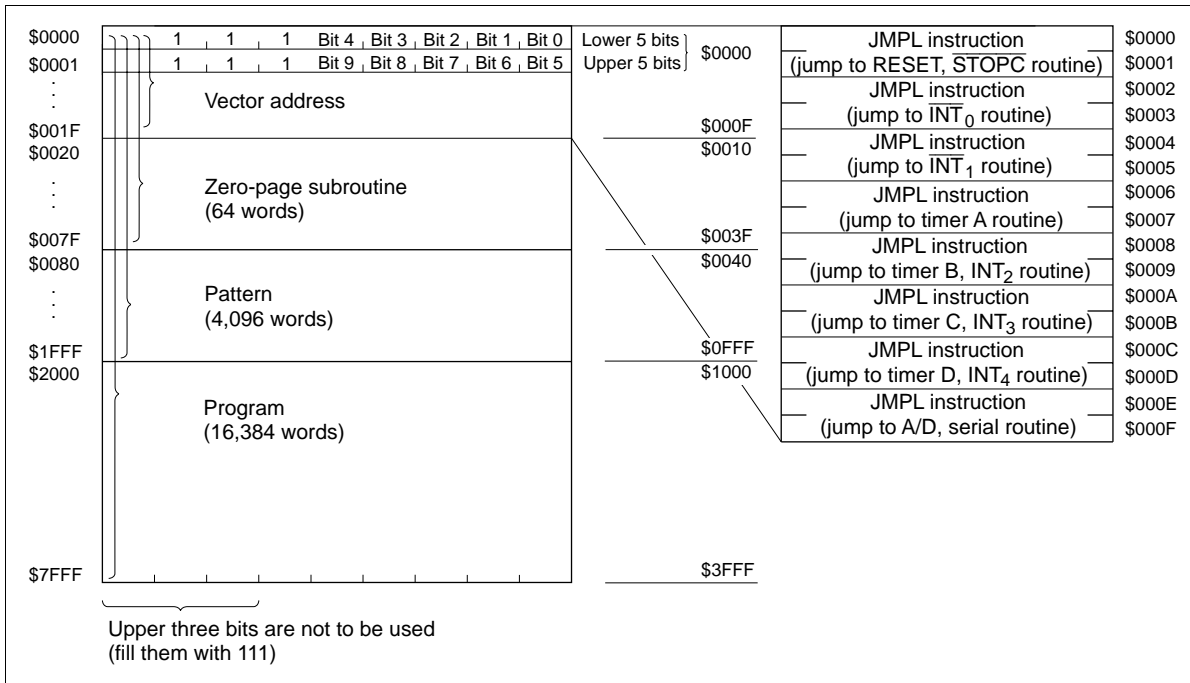 $0000
1 1 1 Bit 4 Bit 3 Bit 2 Bit 1 Bit 0
$0001
1 1 1 Bit 9 Bit 8 Bit 7 Bit 6 Bit 5
Vector address
$001F
$0020
Zero-page subroutine
(64 words)
$007F
$0080
Pattern
(4,096 words)
$1FFF
$2000
Program
(16,384 words)
$7FFF
Upper three bits are not to be used
(fill them with 111)
Lower 5 bits
Upper 5 bits
$0000
$000F
$0010
$003F
$0040
$0FFF
$1000
$3FFF
JMPL instruction $0000
(jump to RESET, STOPC routine) $0001
JMPL instruction $0002
(jump to INT0 routine) $0003
JMPL instruction $0004
(jump to INT1 routine) $0005
JMPL instruction $0006
(jump to timer A routine) $0007
JMPL instruction $0008
(jump to timer B, INT2 routine) $0009
JMPL instruction $000A
(jump to timer C, INT3 routine) $000B
JMPL instruction $000C
(jump to timer D, INT4 routine) $000D
JMPL instruction $000E
(jump to A/D, serial routine) $000F